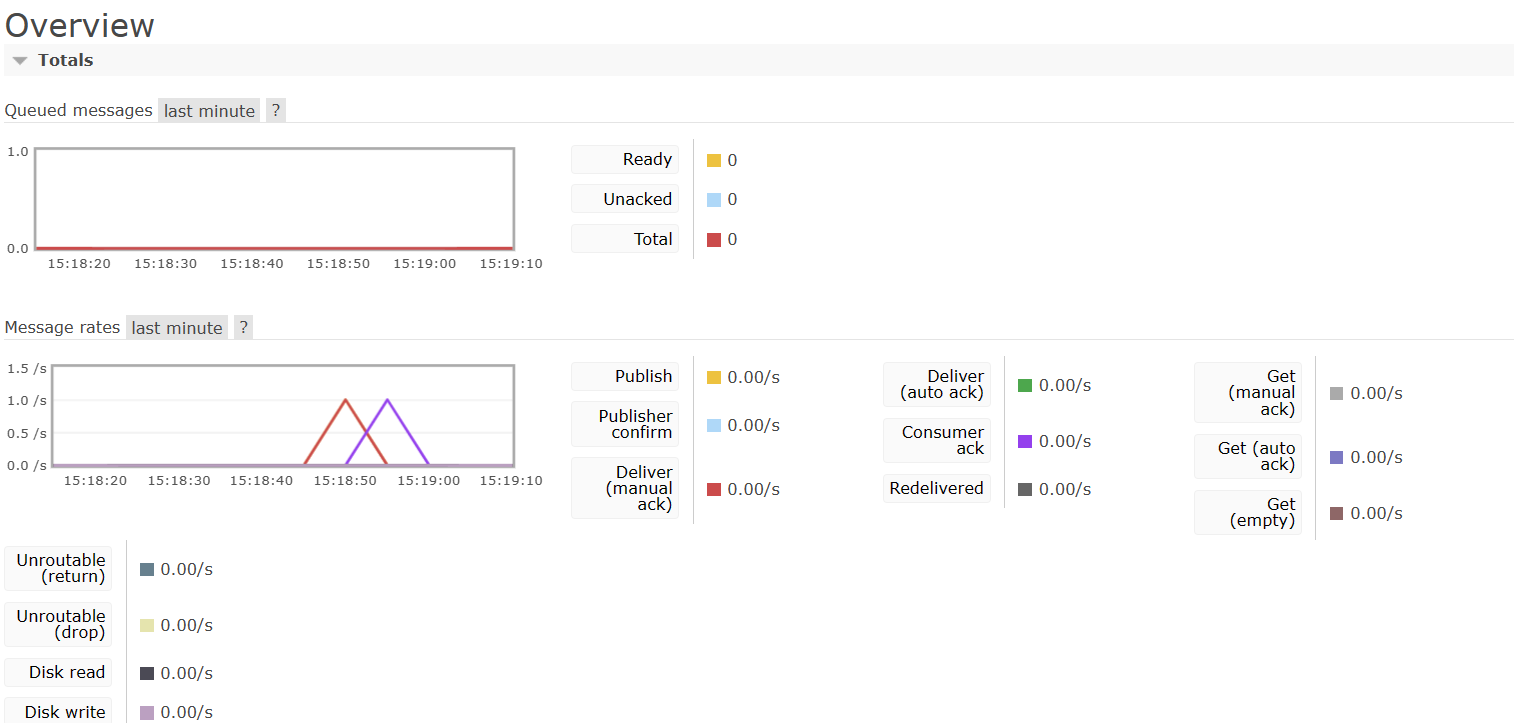 Overview
Totals
Queued messages last minute ?
1.0
0.0
15:18:20 15:18:30 15:18:40 15:18:50 15:19:00 15:19:10
Ready 0
Unacked 0
Total 0
Message rates last minute ?
1.5 /s
1.0 /s
0.5 /s
0.0 /s
15:18:20 15:18:30 15:18:40 15:18:50 15:19:00 15:19:10
Publish 0.00/s
Publisher
confirm 0.00/s
Deliver
(manual
ack) 0.00/s
Deliver
(auto ack) 0.00/s
Consumer
ack 0.00/s
Redelivered 0.00/s
Get
(manual
ack) 0.00/s
Get (auto
ack) 0.00/s
Get
(empty) 0.00/s
Unroutable
(return) 0.00/s
Unroutable
(drop) 0.00/s
Disk read 0.00/s
Disk write 0.00/s